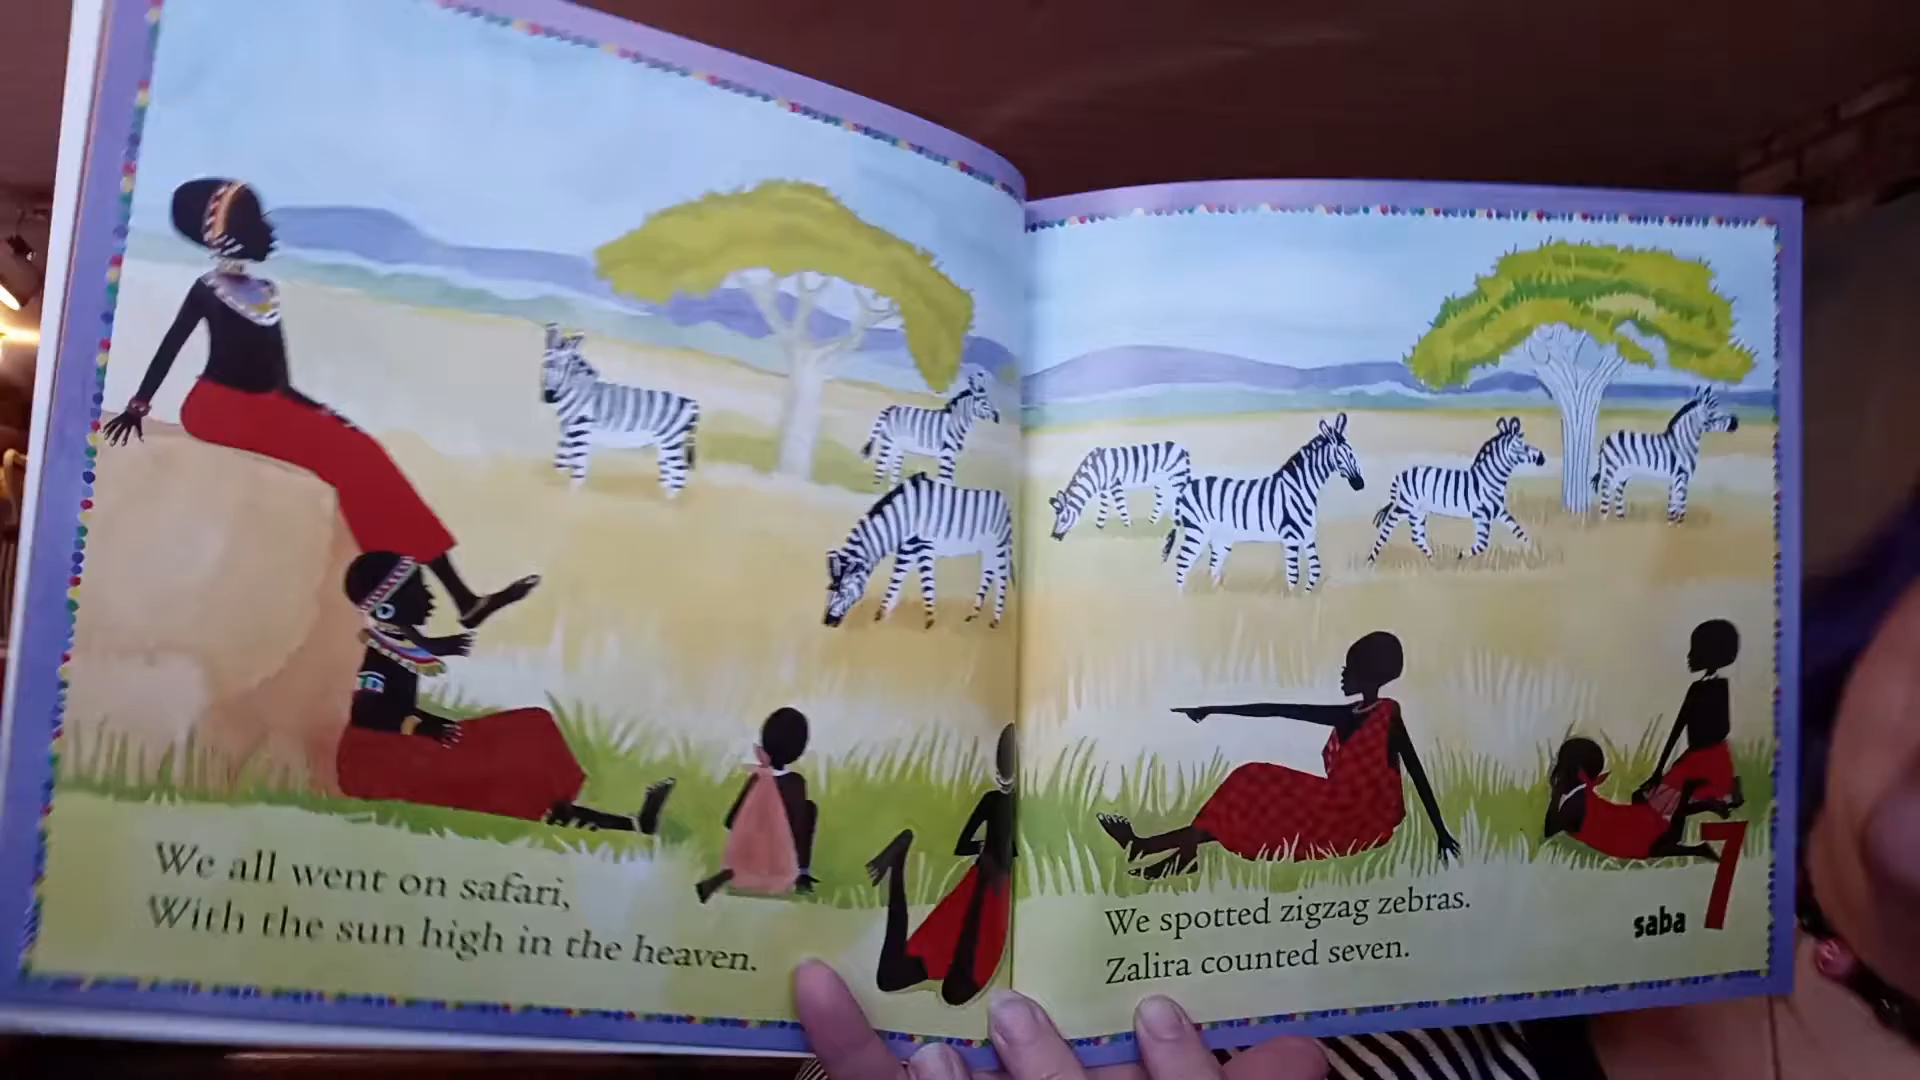 We all went on safari,
With the sun high in the heaven.
We spotted zigzag zebras.
Zalira counted seven.
saba 7